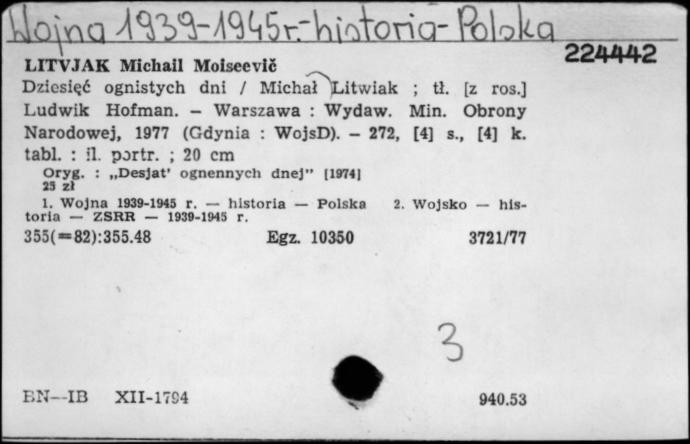 Wojna 1939-1945r.-historia-Polska
224442
LITVJAK Michail Moiseevič
Dziesięć ognistych dni / Michał Litwiak ; tł. [z ros.]
Ludwik Hofman. – Warszawa : Wydaw. Min. Obrony
Narodowej, 1977 (Gdynia : WojsD). – 272, [4] s., [4] k.
tabl. : il. portr. ; 20 cm
Oryg. : „Desjat' ognennych dnej" [1974]
25 zł
1. Wojna 1939-1945 r. — historia — Polska 2. Wojsko — his-
toria — ZSRR — 1939-1945 r.
355(=82):355.48 Egz. 10350 3721/77
3
BN—IB XII-1794 940.53